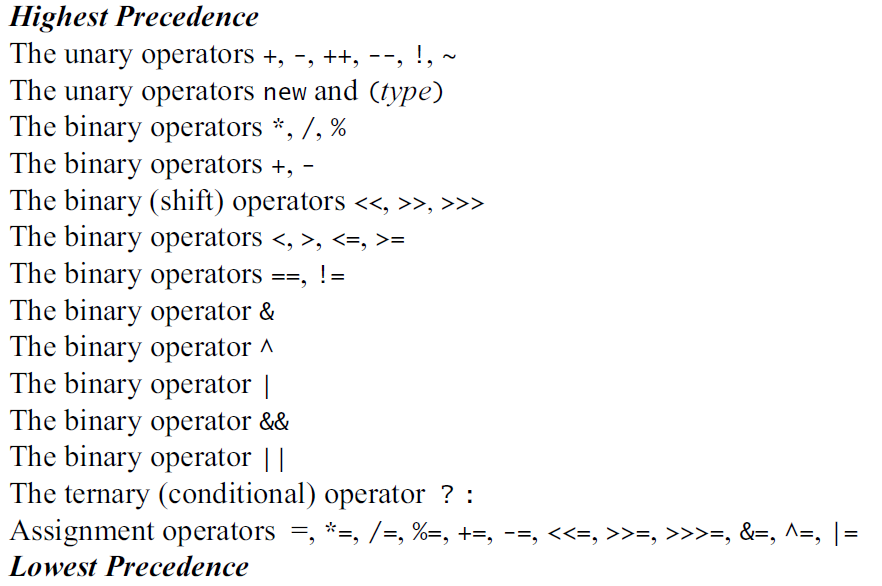 Highest Precedence
The unary operators +, -, ++, --, !, ~
The unary operators new and (type)
The binary operators *, /, %
The binary operators +, -
The binary (shift) operators <<, >>, >>>
The binary operators <, >, <=, >=
The binary operators ==, !=
The binary operator &
The binary operator ^
The binary operator |
The binary operator &&
The binary operator ||
The ternary (conditional) operator ? :
Assignment operators =, *=, /=, %=, +=, -=, <<=, >>=, >>>=, &=, ^=, |=
Lowest Precedence